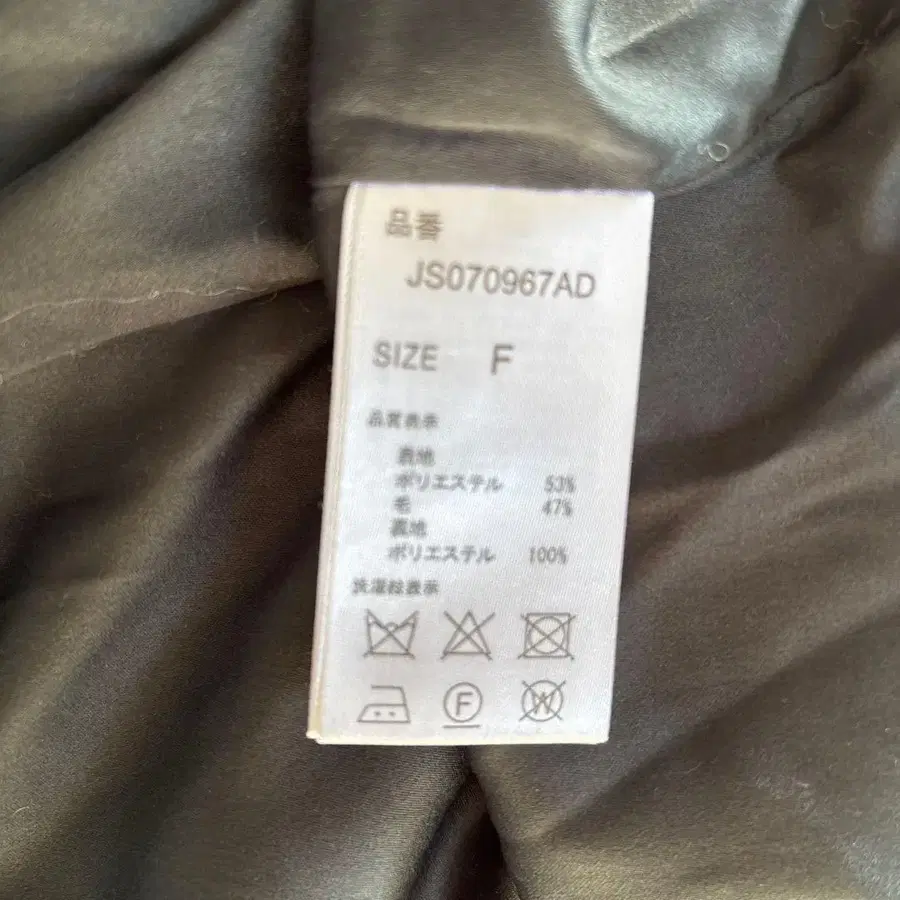 品番
JS070967AD
SIZE F
品質表示
表地
ポリエステル 53%
毛 47%
裏地
ポリエステル 100%
洗濯絵表示
F
W